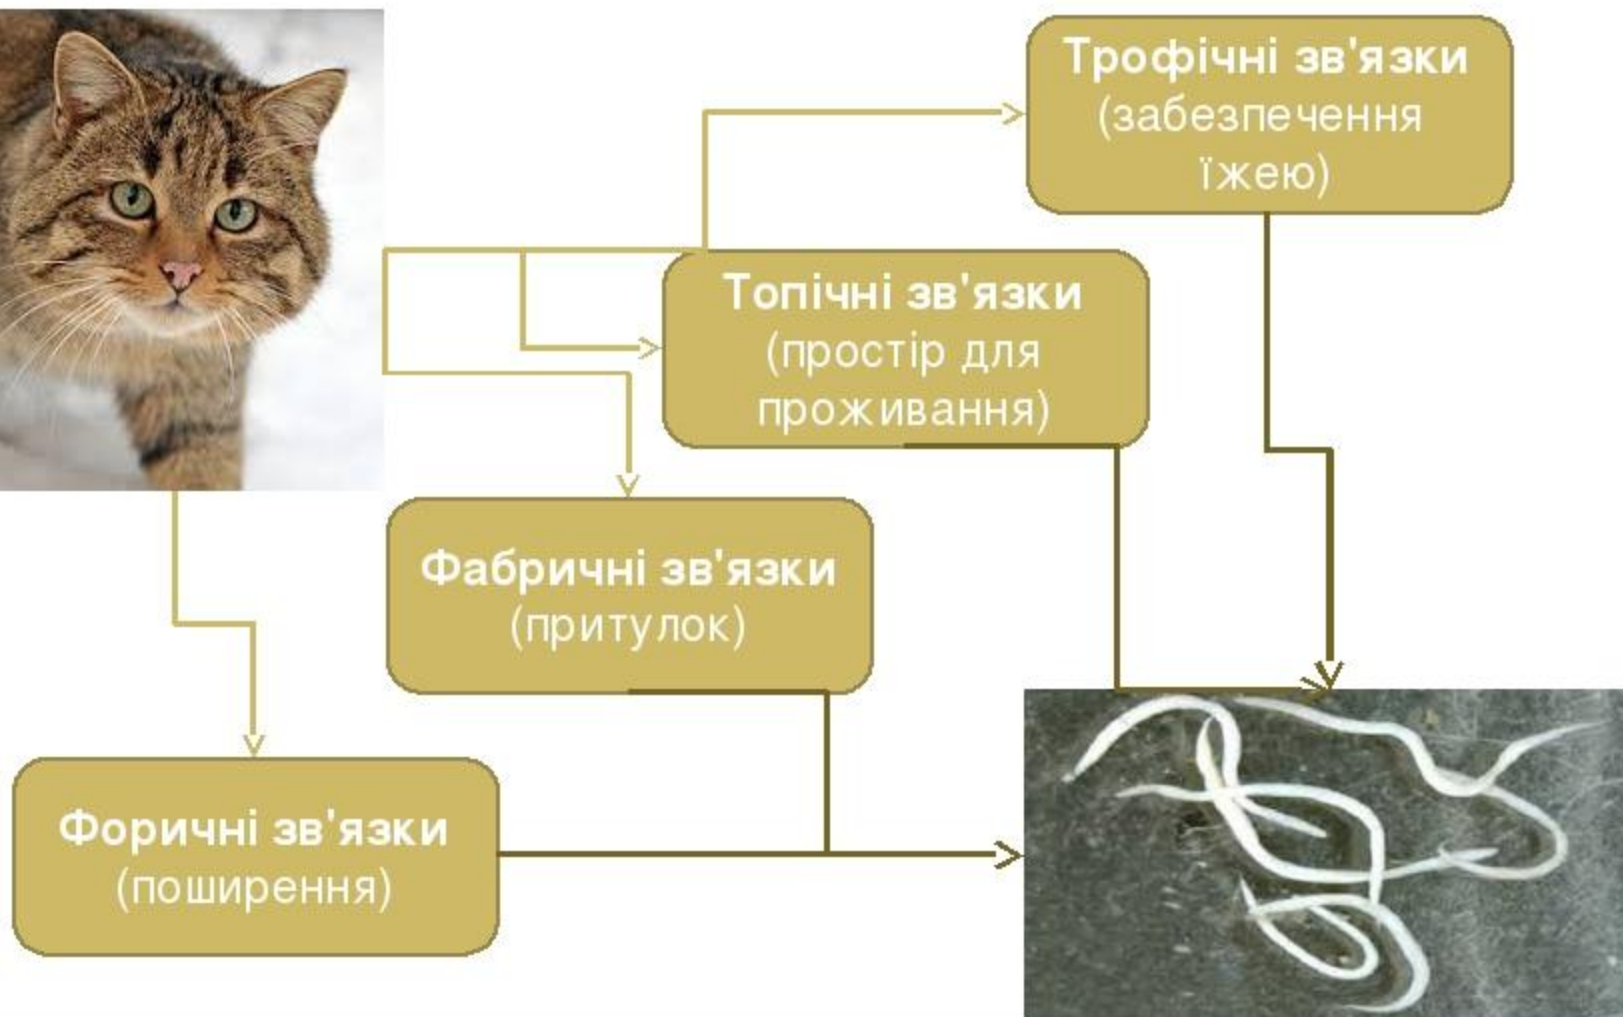 Трофічні зв'язки
(забезпечення
їжею)
Топічні зв'язки
(простір для
проживання)
Фабричні зв'язки
(притулок)
Форичні зв'язки
(поширення)